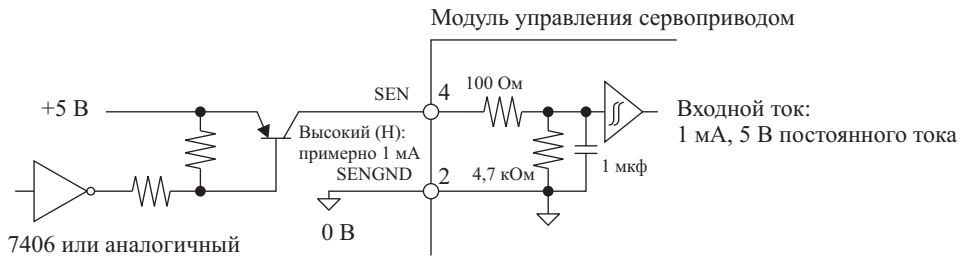 Модуль управления сервоприводом
+5 В
SEN
4
100 Ом
Входной ток:
1 мА, 5 В постоянного тока
Высокий (H):
примерно 1 мА
SENGND
2
4,7 кОм
1 мкф
0 В
7406 или аналогичный